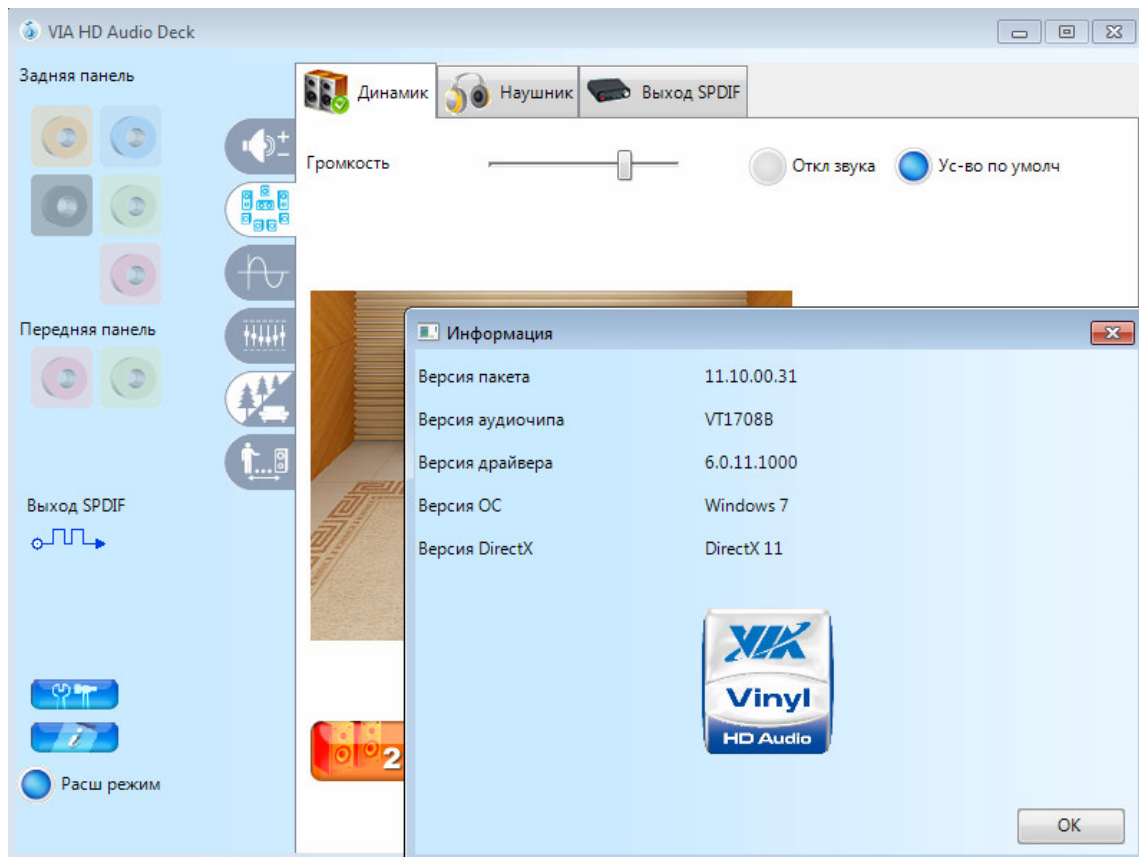 VIA HD Audio Deck
Задняя панель
Динамик
Наушник
Выход SPDIF
Громкость
Откл звука
Ус-во по умолч
Передняя панель
Информация
Версия пакета 11.10.00.31
Версия аудиочипа VT1708B
Версия драйвера 6.0.11.1000
Версия ОС Windows 7
Версия DirectX DirectX 11
Выход SPDIF
VIA
Vinyl
HD Audio
2
Расш режим
OK